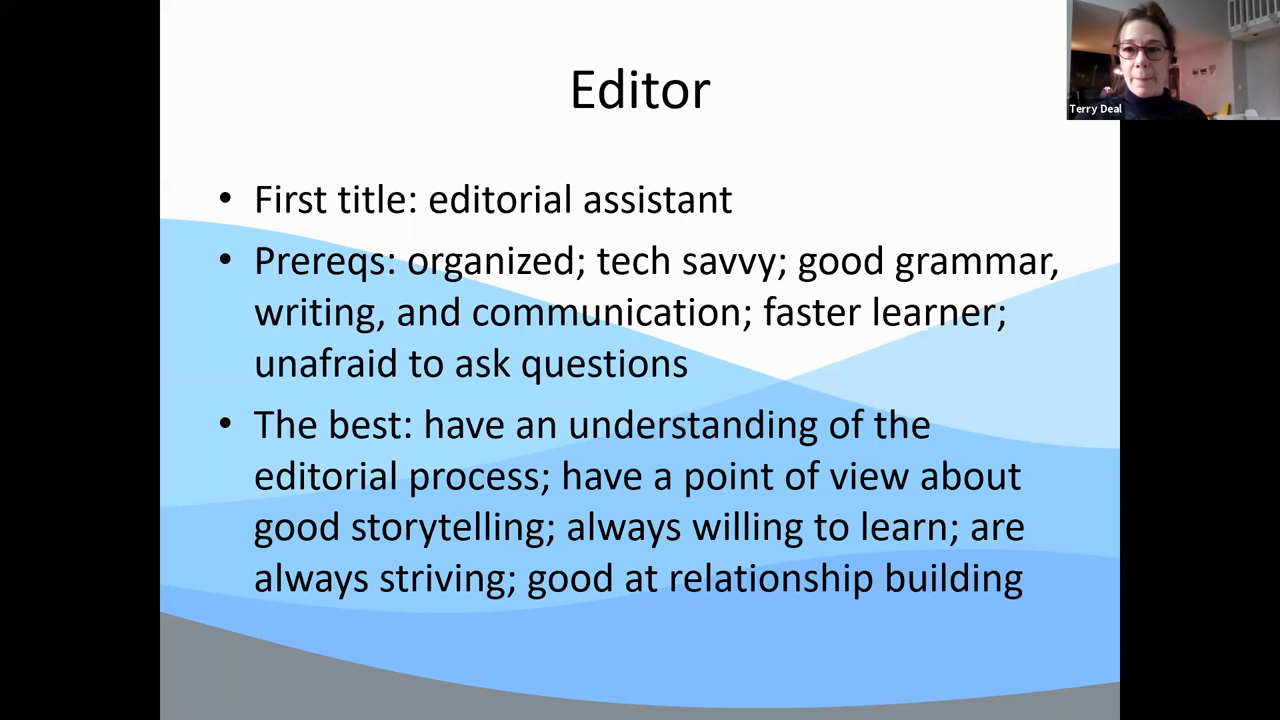 Editor
• First title: editorial assistant
• Prereqs: organized; tech savvy; good grammar,
writing, and communication; faster learner;
unafraid to ask questions
• The best: have an understanding of the
editorial process; have a point of view about
good storytelling; always willing to learn; are
always striving; good at relationship building
Terry Deal